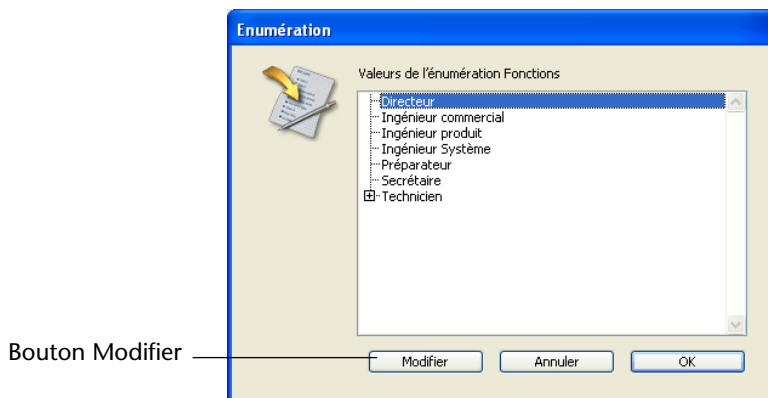 Enumération
Valeurs de l'énumération Fonctions
Directeur
Ingénieur commercial
Ingénieur produit
Ingénieur Système
Préparateur
Secrétaire
Technicien
Bouton Modifier
Modifier
Annuler
OK